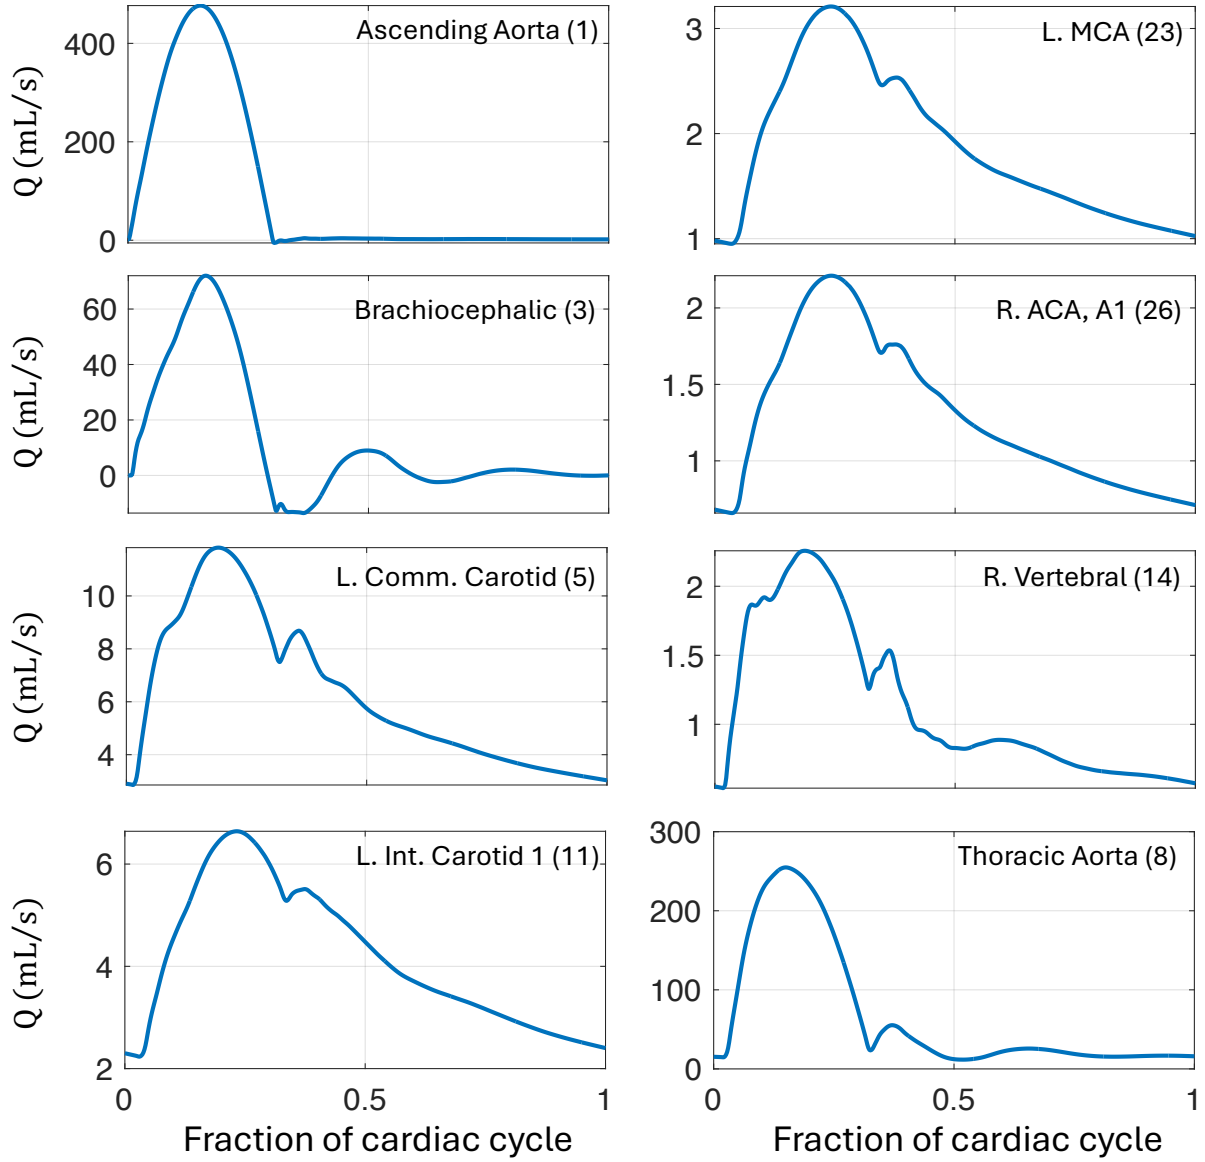 Ascending Aorta (1)
Q (mL/s)
400
200
0
L. MCA (23)
3
2
1
Brachiocephalic (3)
Q (mL/s)
60
40
20
0
R. ACA, A1 (26)
2
1.5
1
L. Comm. Carotid (5)
Q (mL/s)
10
8
6
4
R. Vertebral (14)
2
1.5
1
L. Int. Carotid 1 (11)
Q (mL/s)
6
4
2
0 0.5 1
Fraction of cardiac cycle
Thoracic Aorta (8)
300
200
100
0
0 0.5 1
Fraction of cardiac cycle